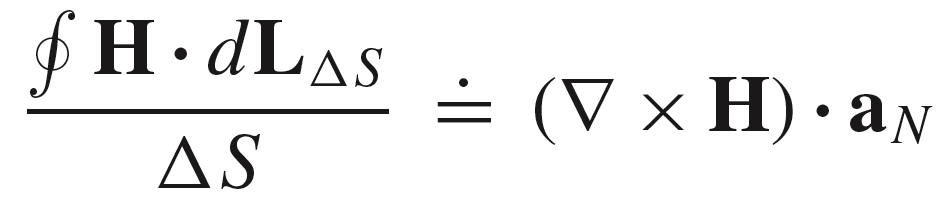 ∮ 𝐇 · d𝐋_ΔS / ΔS ≐ (∇ × 𝐇) · 𝐚_N